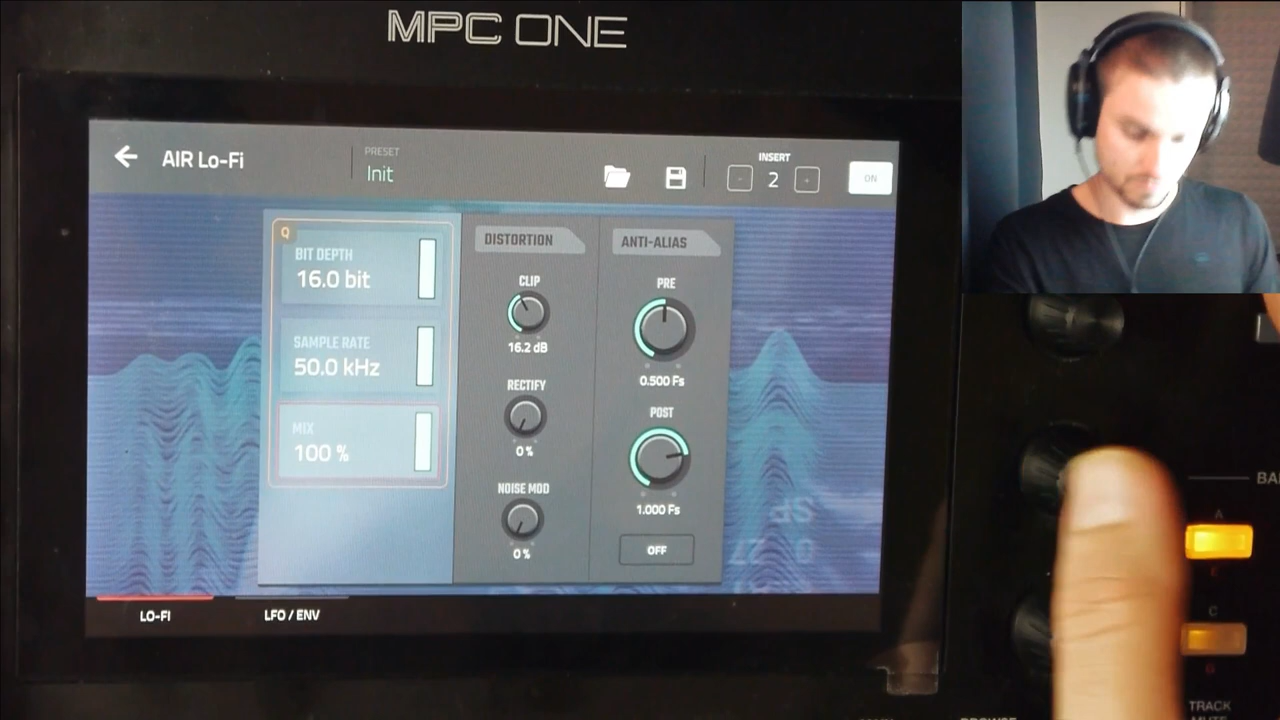 MPC ONE
AIR Lo-Fi
PRESET
Init
INSERT
- 2 +
ON
Q
BIT DEPTH
16.0 bit
SAMPLE RATE
50.0 kHz
MIX
100 %
DISTORTION
CLIP
16.2 dB
RECTIFY
0 %
NOISE MOD
0 %
ANTI-ALIAS
PRE
0.500 Fs
POST
1.000 Fs
OFF
LO-FI
LFO / ENV
A
C
TRACK